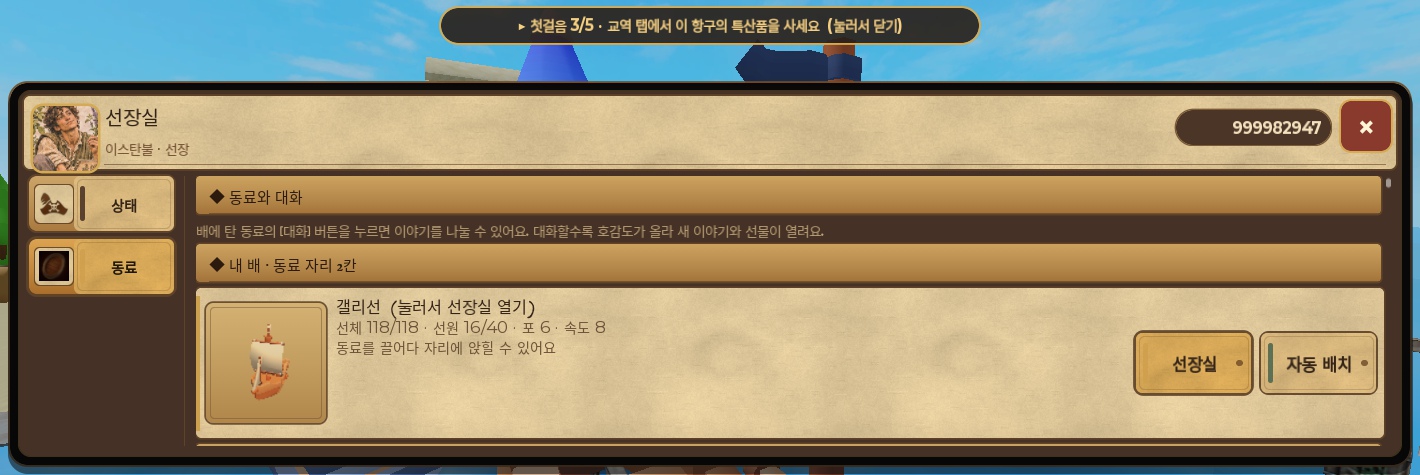 ▸ 첫걸음 3/5 · 교역 탭에서 이 항구의 특산품을 사세요 (눌러서 닫기)
선장실
이스탄불 · 선장
999982947
×
상태
동료
◆ 동료와 대화
배에 탄 동료의 [대화] 버튼을 누르면 이야기를 나눌 수 있어요. 대화할수록 호감도가 올라 새 이야기와 선물이 열려요.
◆ 내 배 · 동료 자리 2칸
갤리선 (눌러서 선장실 열기)
선체 118/118 · 선원 16/40 · 포 6 · 속도 8
동료를 끌어다 자리에 앉힐 수 있어요
선장실
자동 배치